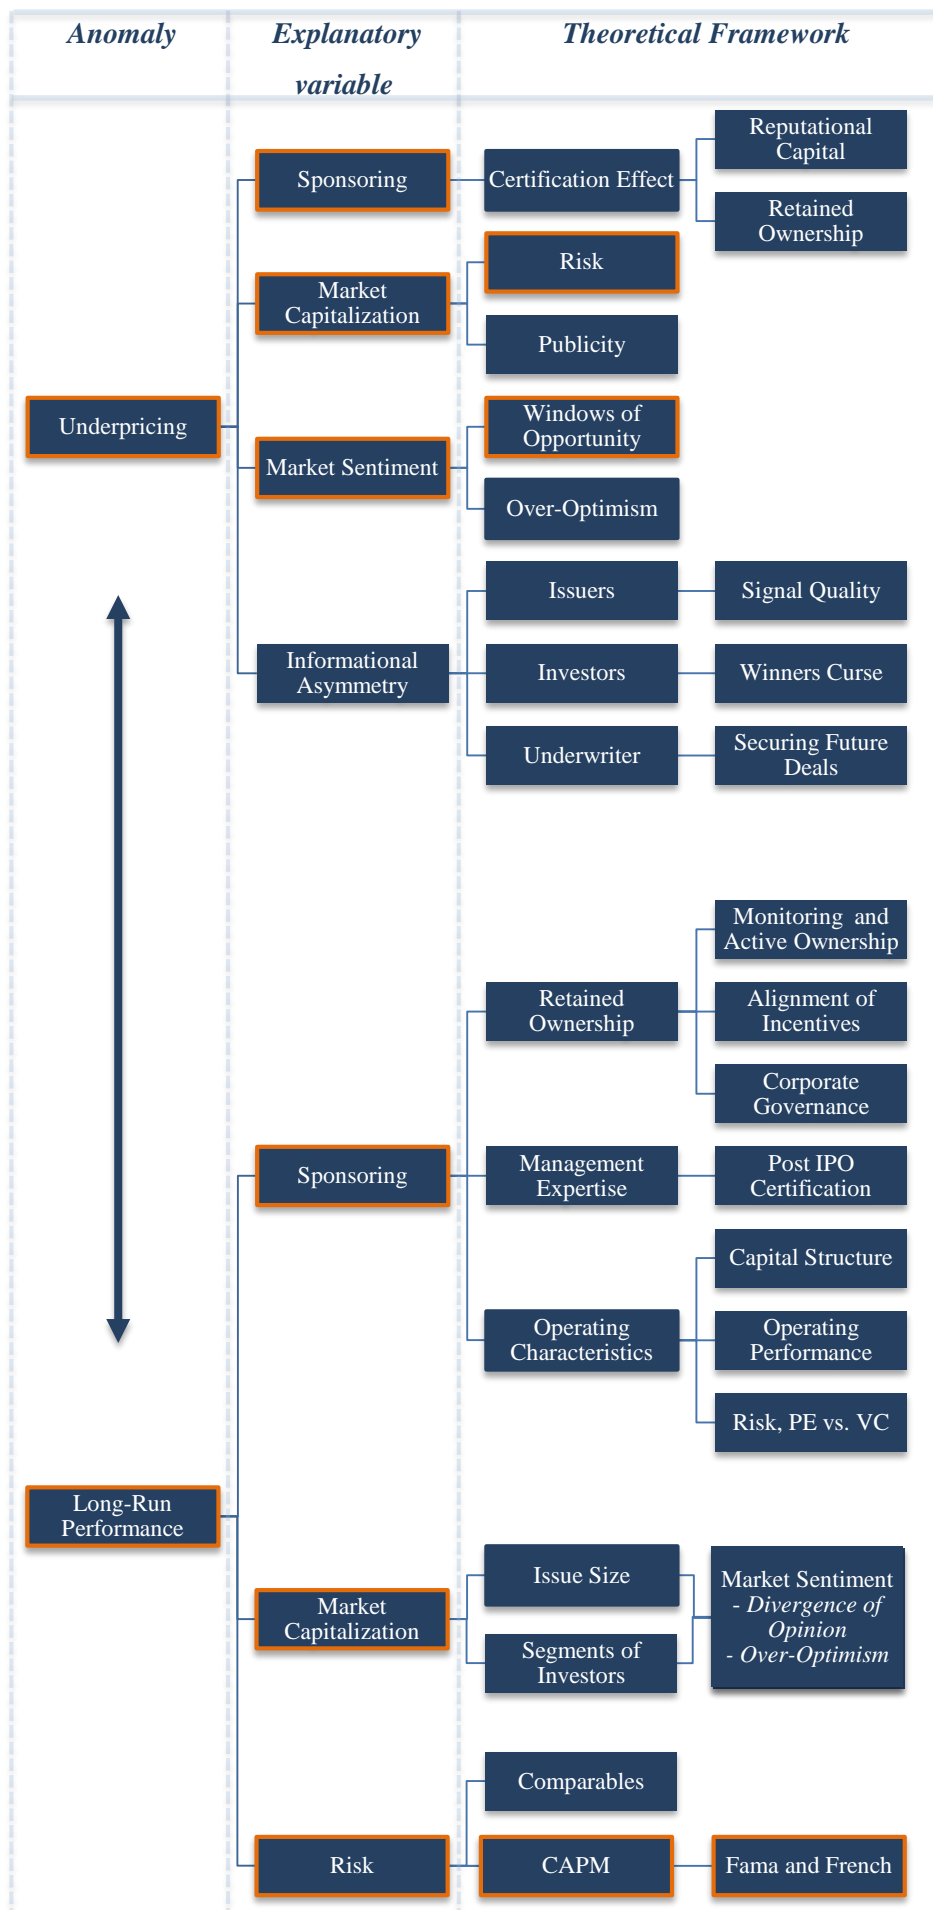 Anomaly
Explanatory
variable
Theoretical Framework
Reputational
Capital
Sponsoring
Certification Effect
Retained
Ownership
Risk
Market
Capitalization
Publicity
Windows of
Opportunity
Underpricing
Market Sentiment
Over-Optimism
Issuers
Signal Quality
Informational
Asymmetry
Investors
Winners Curse
Underwriter
Securing Future
Deals
Monitoring and
Active Ownership
Retained
Ownership
Alignment of
Incentives
Corporate
Governance
Sponsoring
Management
Expertise
Post IPO
Certification
Capital Structure
Operating
Characteristics
Operating
Performance
Risk, PE vs. VC
Long-Run
Performance
Issue Size
Market
Capitalization
Segments of
Investors
Market Sentiment
- Divergence of
Opinion
- Over-Optimism
Comparables
Risk
CAPM
Fama and French